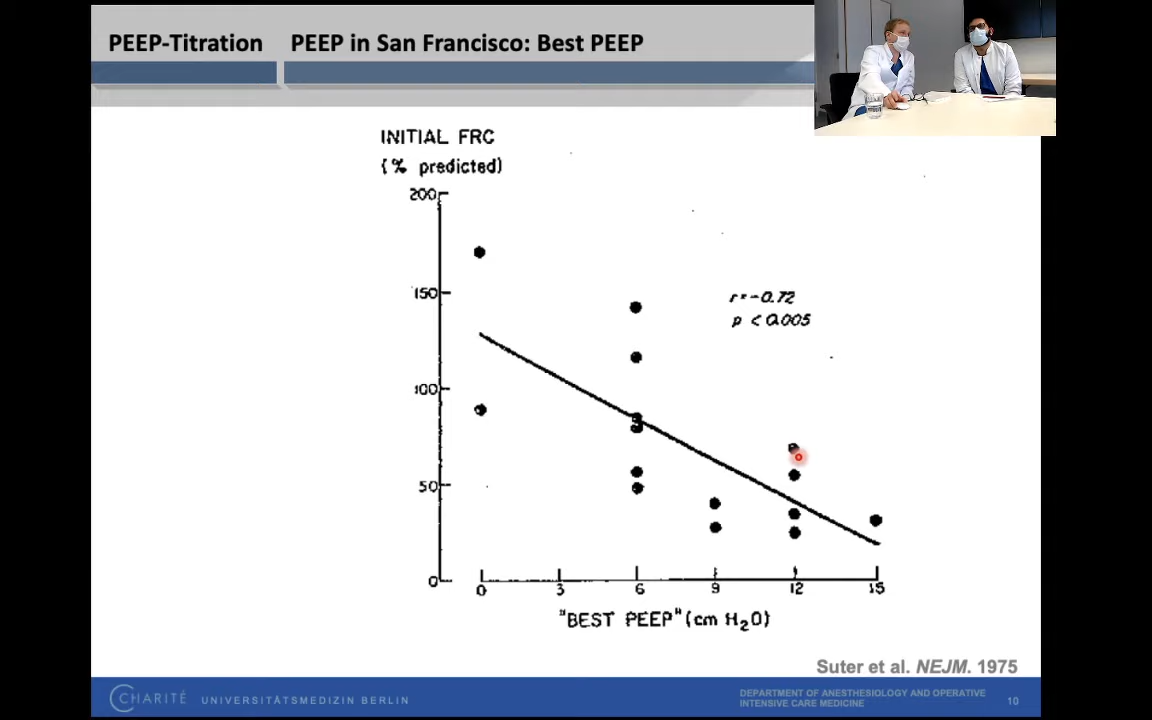 PEEP-Titration PEEP in San Francisco: Best PEEP
INITIAL FRC
(% predicted)
200
150
100
50
0
r=-0.72
p < 0.005
0 3 6 9 12 15
"BEST PEEP" (cm H₂O)
Suter et al. NEJM. 1975
CHARITÉ UNIVERSITÄTSMEDIZIN BERLIN
DEPARTMENT OF ANESTHESIOLOGY AND OPERATIVE
INTENSIVE CARE MEDICINE
10